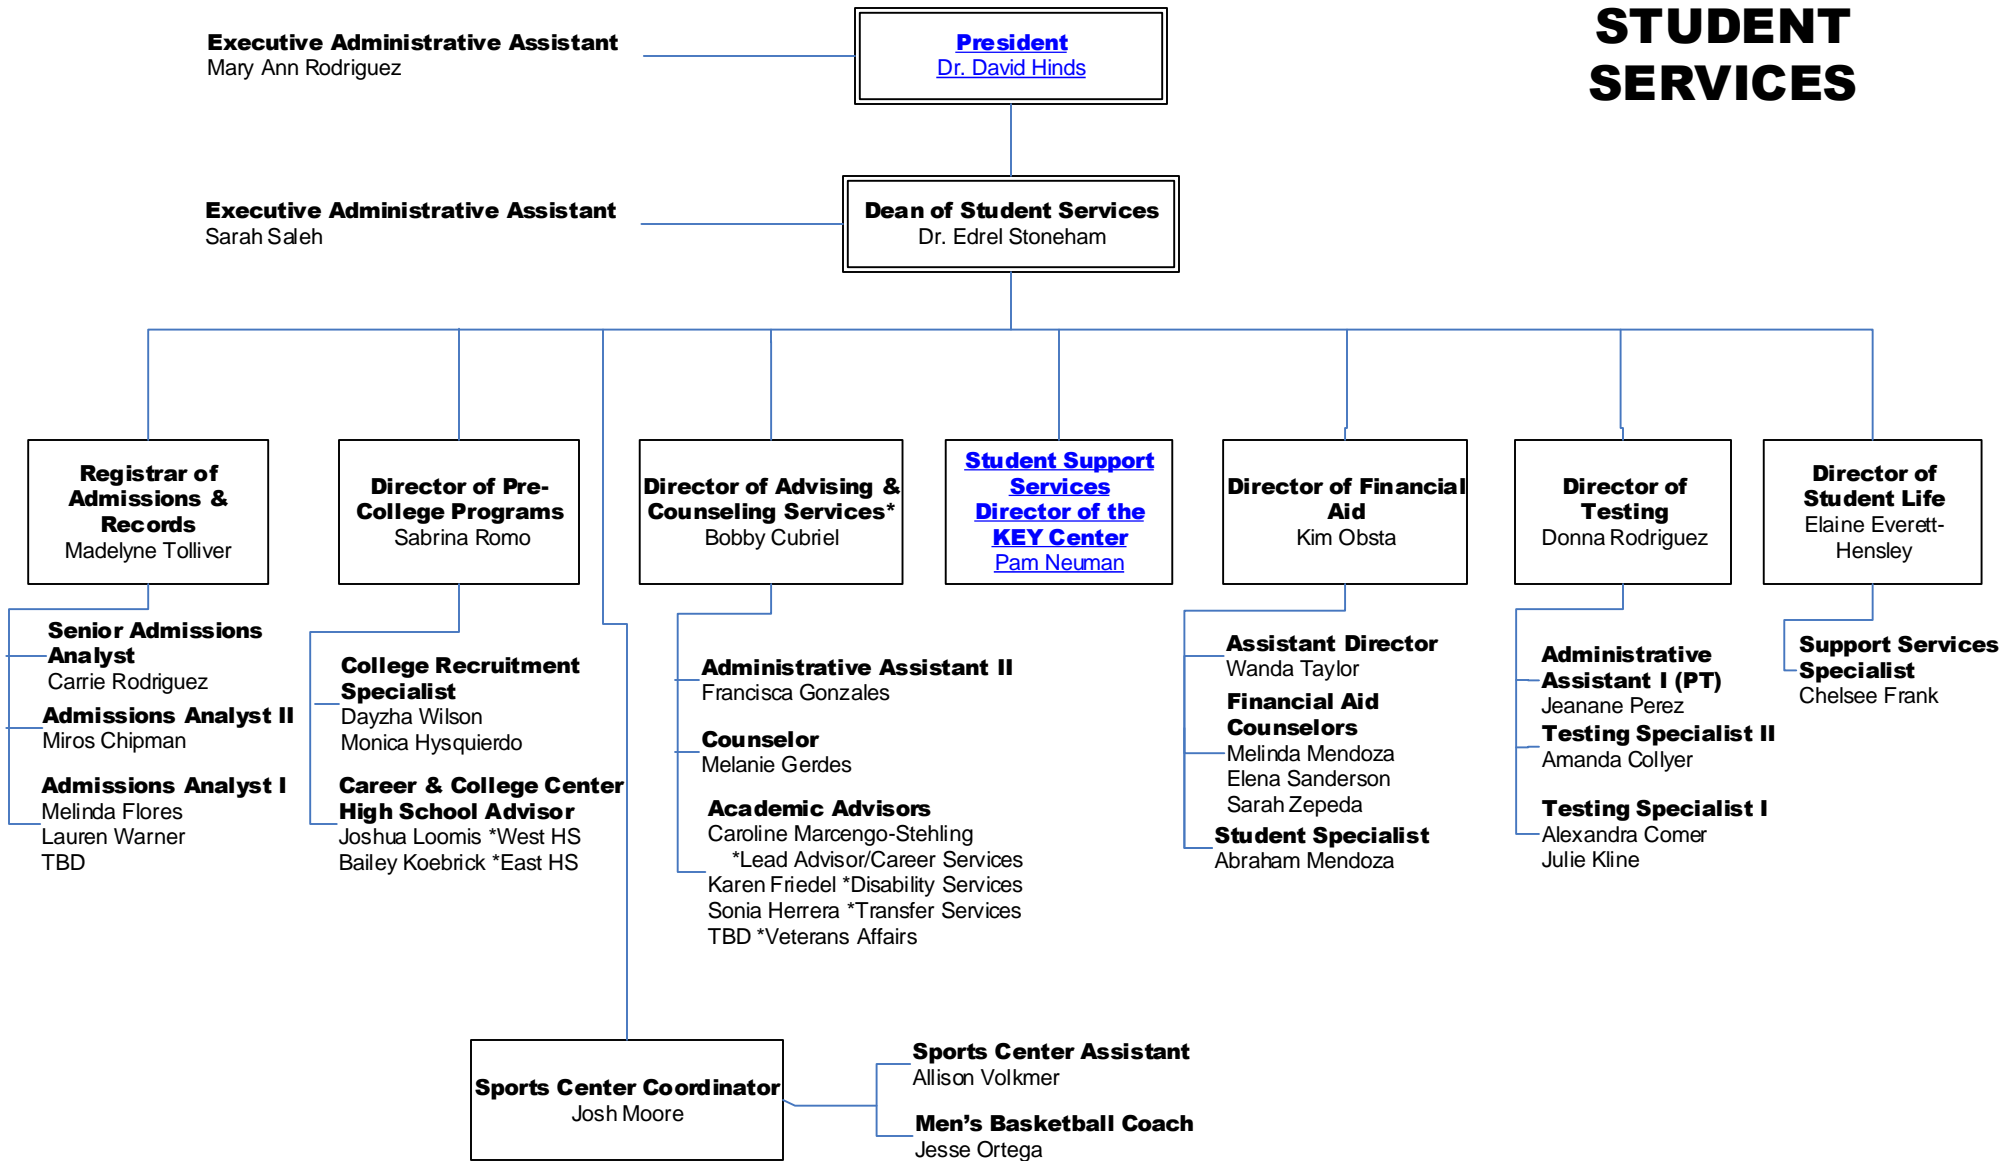 STUDENT
SERVICES
Executive Administrative Assistant
Mary Ann Rodriguez
President
Dr. David Hinds
Executive Administrative Assistant
Sarah Saleh
Dean of Student Services
Dr. Edrel Stoneham
Registrar of
Admissions &
Records
Madelyne Tolliver
Senior Admissions
Analyst
Carrie Rodriguez
Admissions Analyst II
Miros Chipman
Admissions Analyst I
Melinda Flores
Lauren Warner
TBD
Director of Pre-
College Programs
Sabrina Romo
College Recruitment
Specialist
Dayzha Wilson
Monica Hysquierdo
Career & College Center
High School Advisor
Joshua Loomis *West HS
Bailey Koebrick *East HS
Director of Advising &
Counseling Services*
Bobby Cubriel
Administrative Assistant II
Francisca Gonzales
Counselor
Melanie Gerdes
Academic Advisors
Caroline Marcengo-Stehling
*Lead Advisor/Career Services
Karen Friedel *Disability Services
Sonia Herrera *Transfer Services
TBD *Veterans Affairs
Student Support
Services
Director of the
KEY Center
Pam Neuman
Director of Financial
Aid
Kim Obsta
Assistant Director
Wanda Taylor
Financial Aid
Counselors
Melinda Mendoza
Elena Sanderson
Sarah Zepeda
Student Specialist
Abraham Mendoza
Director of
Testing
Donna Rodriguez
Administrative
Assistant I (PT)
Jeanane Perez
Testing Specialist II
Amanda Collyer
Testing Specialist I
Alexandra Comer
Julie Kline
Director of
Student Life
Elaine Everett-
Hensley
Support Services
Specialist
Chelsee Frank
Sports Center Coordinator
Josh Moore
Sports Center Assistant
Allison Volkmer
Men’s Basketball Coach
Jesse Ortega